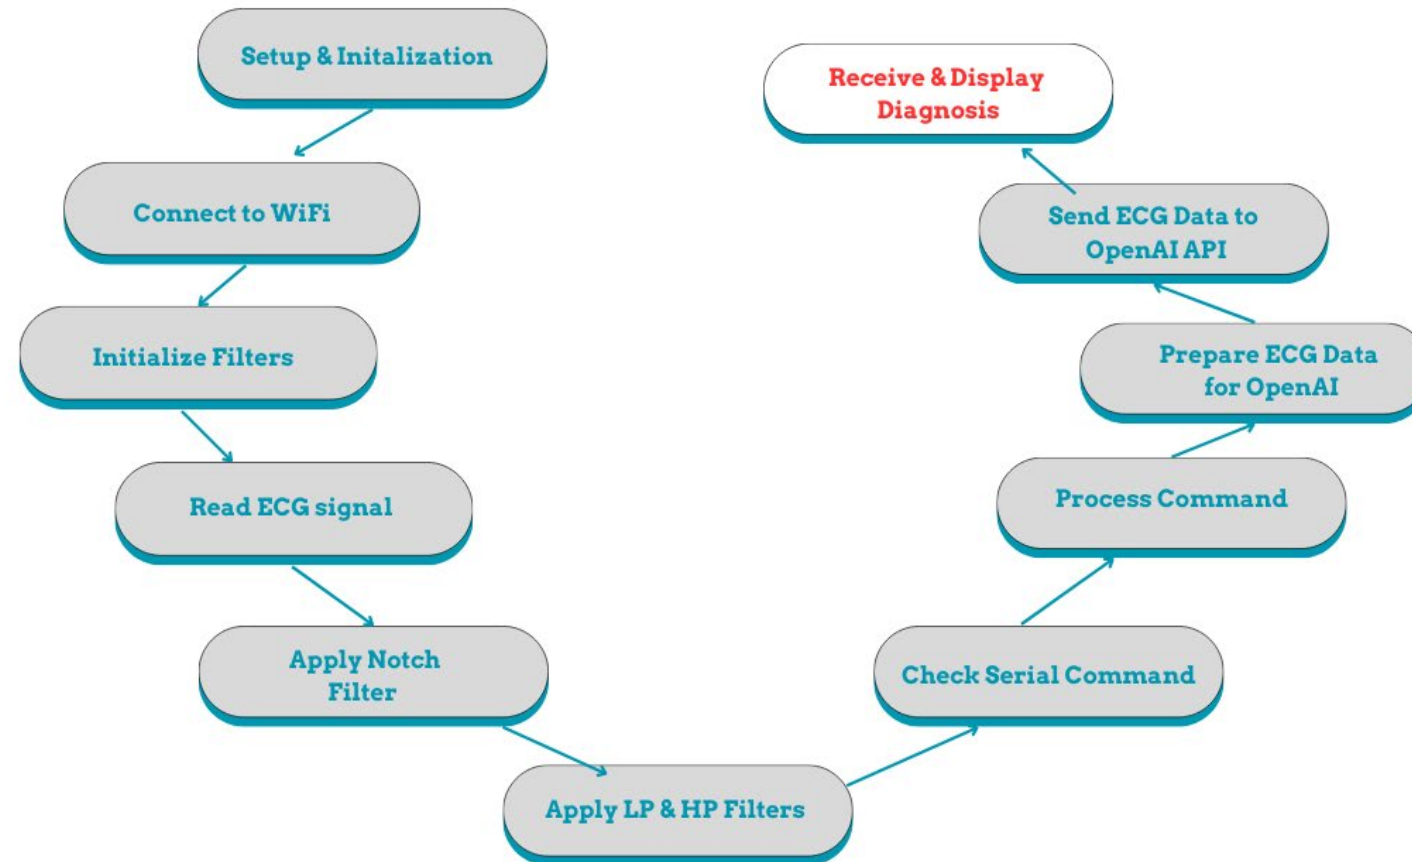 Setup & Initalization
Connect to WiFi
Initialize Filters
Read ECG signal
Apply Notch
Filter
Apply LP & HP Filters
Check Serial Command
Process Command
Prepare ECG Data
for OpenAI
Send ECG Data to
OpenAI API
Receive & Display
Diagnosis